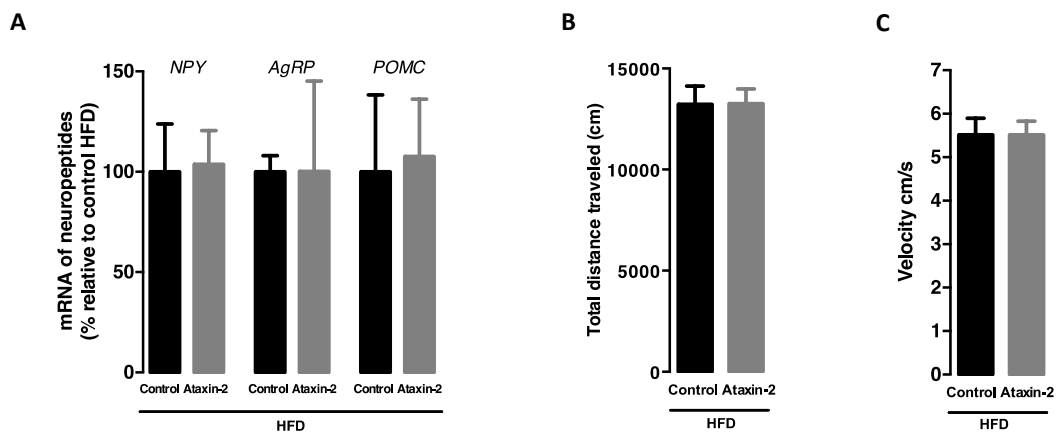 A
mRNA of neuropeptides
(% relative to control HFD)
150
100
50
0
NPY
AgRP
POMC
Control Ataxin-2
Control Ataxin-2
Control Ataxin-2
HFD
B
Total distance traveled (cm)
15000
10000
5000
0
Control Ataxin-2
HFD
C
Velocity cm/s
7
6
5
4
3
2
1
0
Control Ataxin-2
HFD